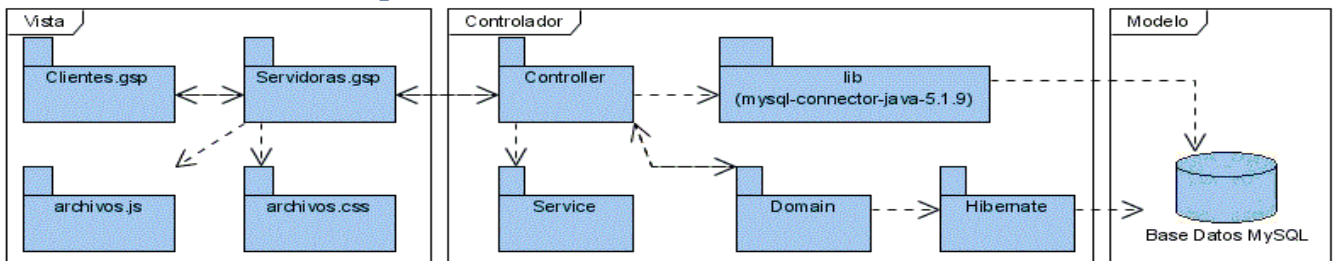 Vista
Controlador
Modelo
Clientes.gsp
Servidoras.gsp
Controller
lib
(mysql-connector-java-5.1.9)
archivos.js
archivos.css
Service
Domain
Hibernate
Base Datos MySQL